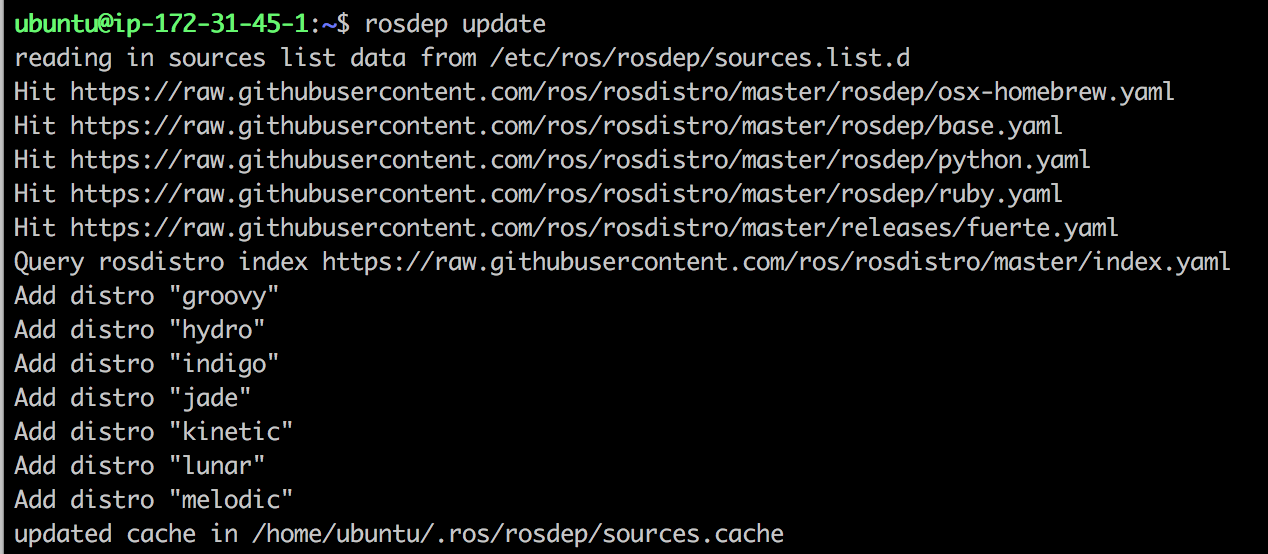 ubuntu@ip-172-31-45-1:~$ rosdep update
reading in sources list data from /etc/ros/rosdep/sources.list.d
Hit https://raw.githubusercontent.com/ros/rosdistro/master/rosdep/osx-homebrew.yaml
Hit https://raw.githubusercontent.com/ros/rosdistro/master/rosdep/base.yaml
Hit https://raw.githubusercontent.com/ros/rosdistro/master/rosdep/python.yaml
Hit https://raw.githubusercontent.com/ros/rosdistro/master/rosdep/ruby.yaml
Hit https://raw.githubusercontent.com/ros/rosdistro/master/releases/fuerte.yaml
Query rosdistro index https://raw.githubusercontent.com/ros/rosdistro/master/index.yaml
Add distro "groovy"
Add distro "hydro"
Add distro "indigo"
Add distro "jade"
Add distro "kinetic"
Add distro "lunar"
Add distro "melodic"
updated cache in /home/ubuntu/.ros/rosdep/sources.cache